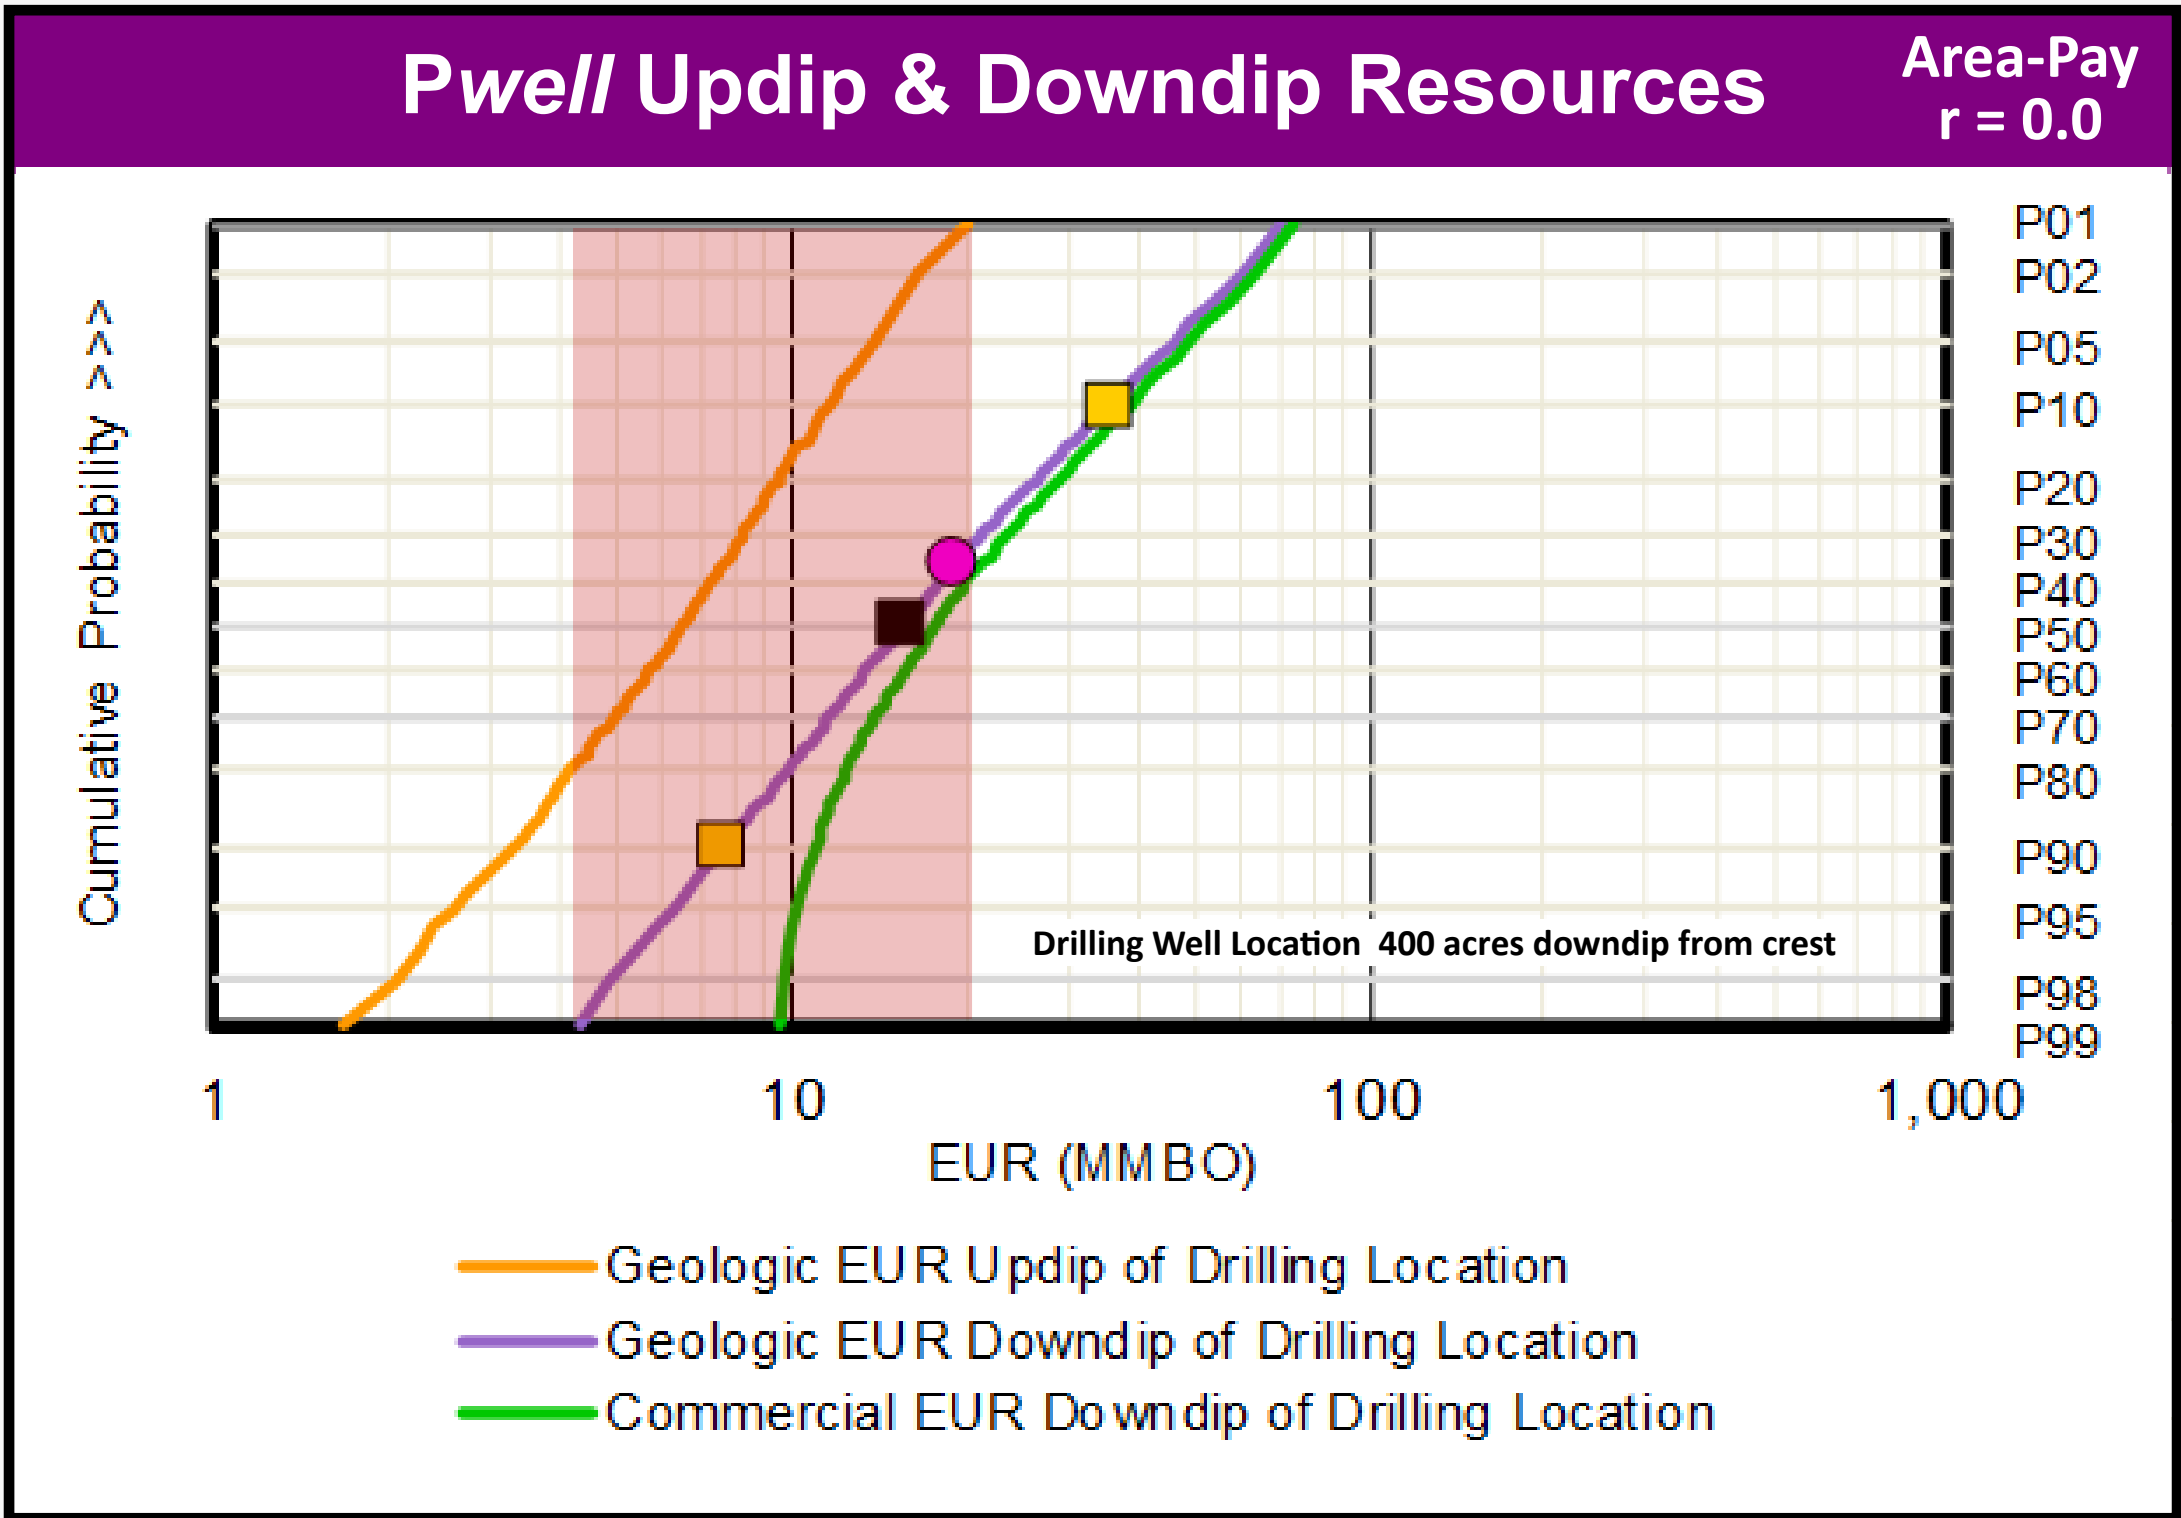 Pwell Updip & Downdip Resources
Area-Pay
r = 0.0
Cumulative Probability >>>
P01
P02
P05
P10
P20
P30
P40
P50
P60
P70
P80
P90
P95
P98
P99
Drilling Well Location 400 acres downdip from crest
1 10 100 1,000
EUR (MMBO)
Geologic EUR Updip of Drilling Location
Geologic EUR Downdip of Drilling Location
Commercial EUR Downdip of Drilling Location